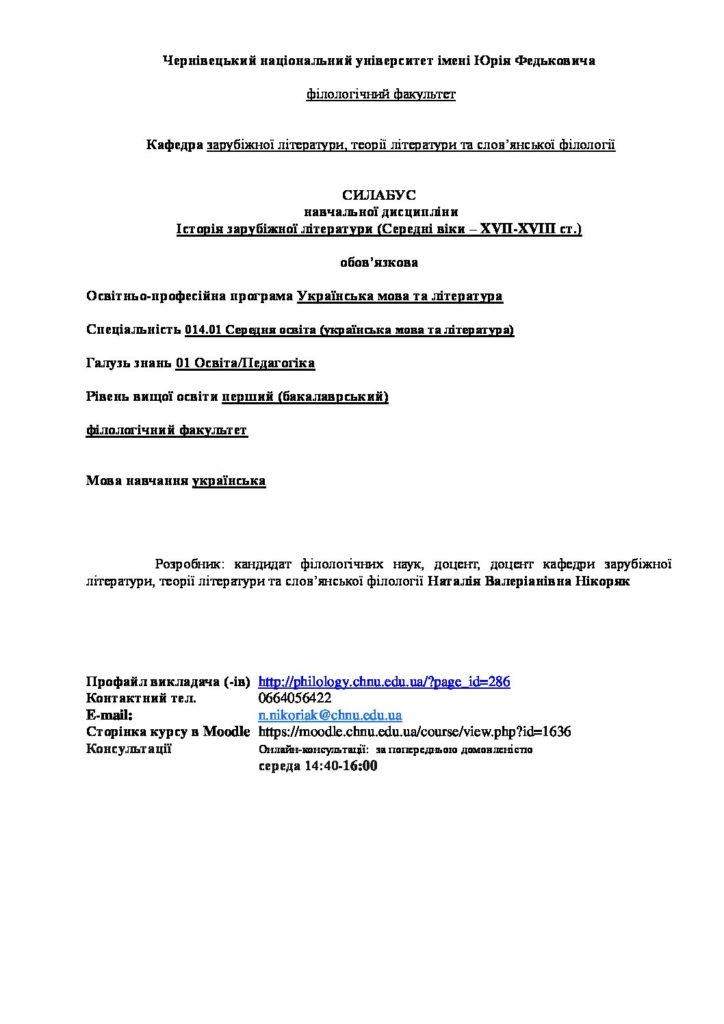 Чернівецький національний університет імені Юрія Федьковича
філологічний факультет
Кафедра зарубіжної літератури, теорії літератури та слов’янської філології
СИЛАБУС
навчальної дисципліни
Історія зарубіжної літератури (Середні віки – XVII-XVIII ст.)
обов’язкова
Освітньо-професійна програма Українська мова та література
Спеціальність 014.01 Середня освіта (українська мова та література)
Галузь знань 01 Освіта/Педагогіка
Рівень вищої освіти перший (бакалаврський)
філологічний факультет
Мова навчання українська
Розробник: кандидат філологічних наук, доцент, доцент кафедри зарубіжної
літератури, теорії літератури та слов’янської філології Наталія Валеріанівна Нікоряк
Профайл викладача (-ів) http://philology.chnu.edu.ua/?page_id=286
Контактний тел. 0664056422
E-mail: n.nikoriak@chnu.edu.ua
Сторінка курсу в Moodle https://moodle.chnu.edu.ua/course/view.php?id=1636
Консультації Онлайн-консультації: за попередньою домовленістю
середа 14:40-16:00